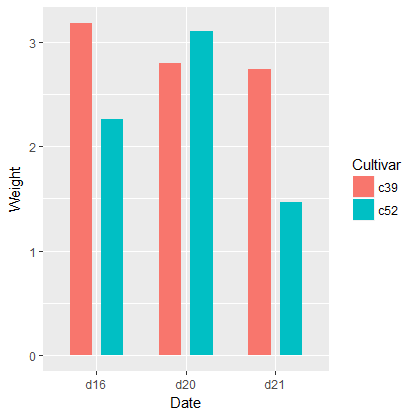 Weight
3
2
1
0
d16 d20 d21
Date
Cultivar
c39
c52